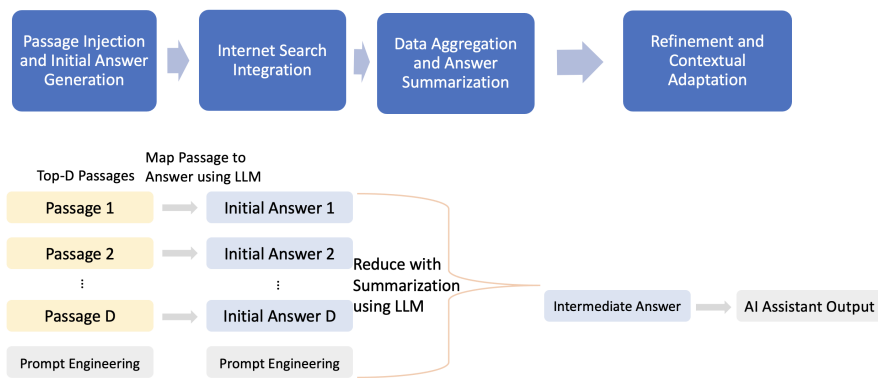 Passage Injection
and Initial Answer
Generation
Internet Search
Integration
Data Aggregation
and Answer
Summarization
Refinement and
Contextual
Adaptation
Top-D Passages
Map Passage to
Answer using LLM
Passage 1
Initial Answer 1
Passage 2
Initial Answer 2
⋮
⋮
Passage D
Initial Answer D
Prompt Engineering
Prompt Engineering
Reduce with
Summarization
using LLM
Intermediate Answer
AI Assistant Output